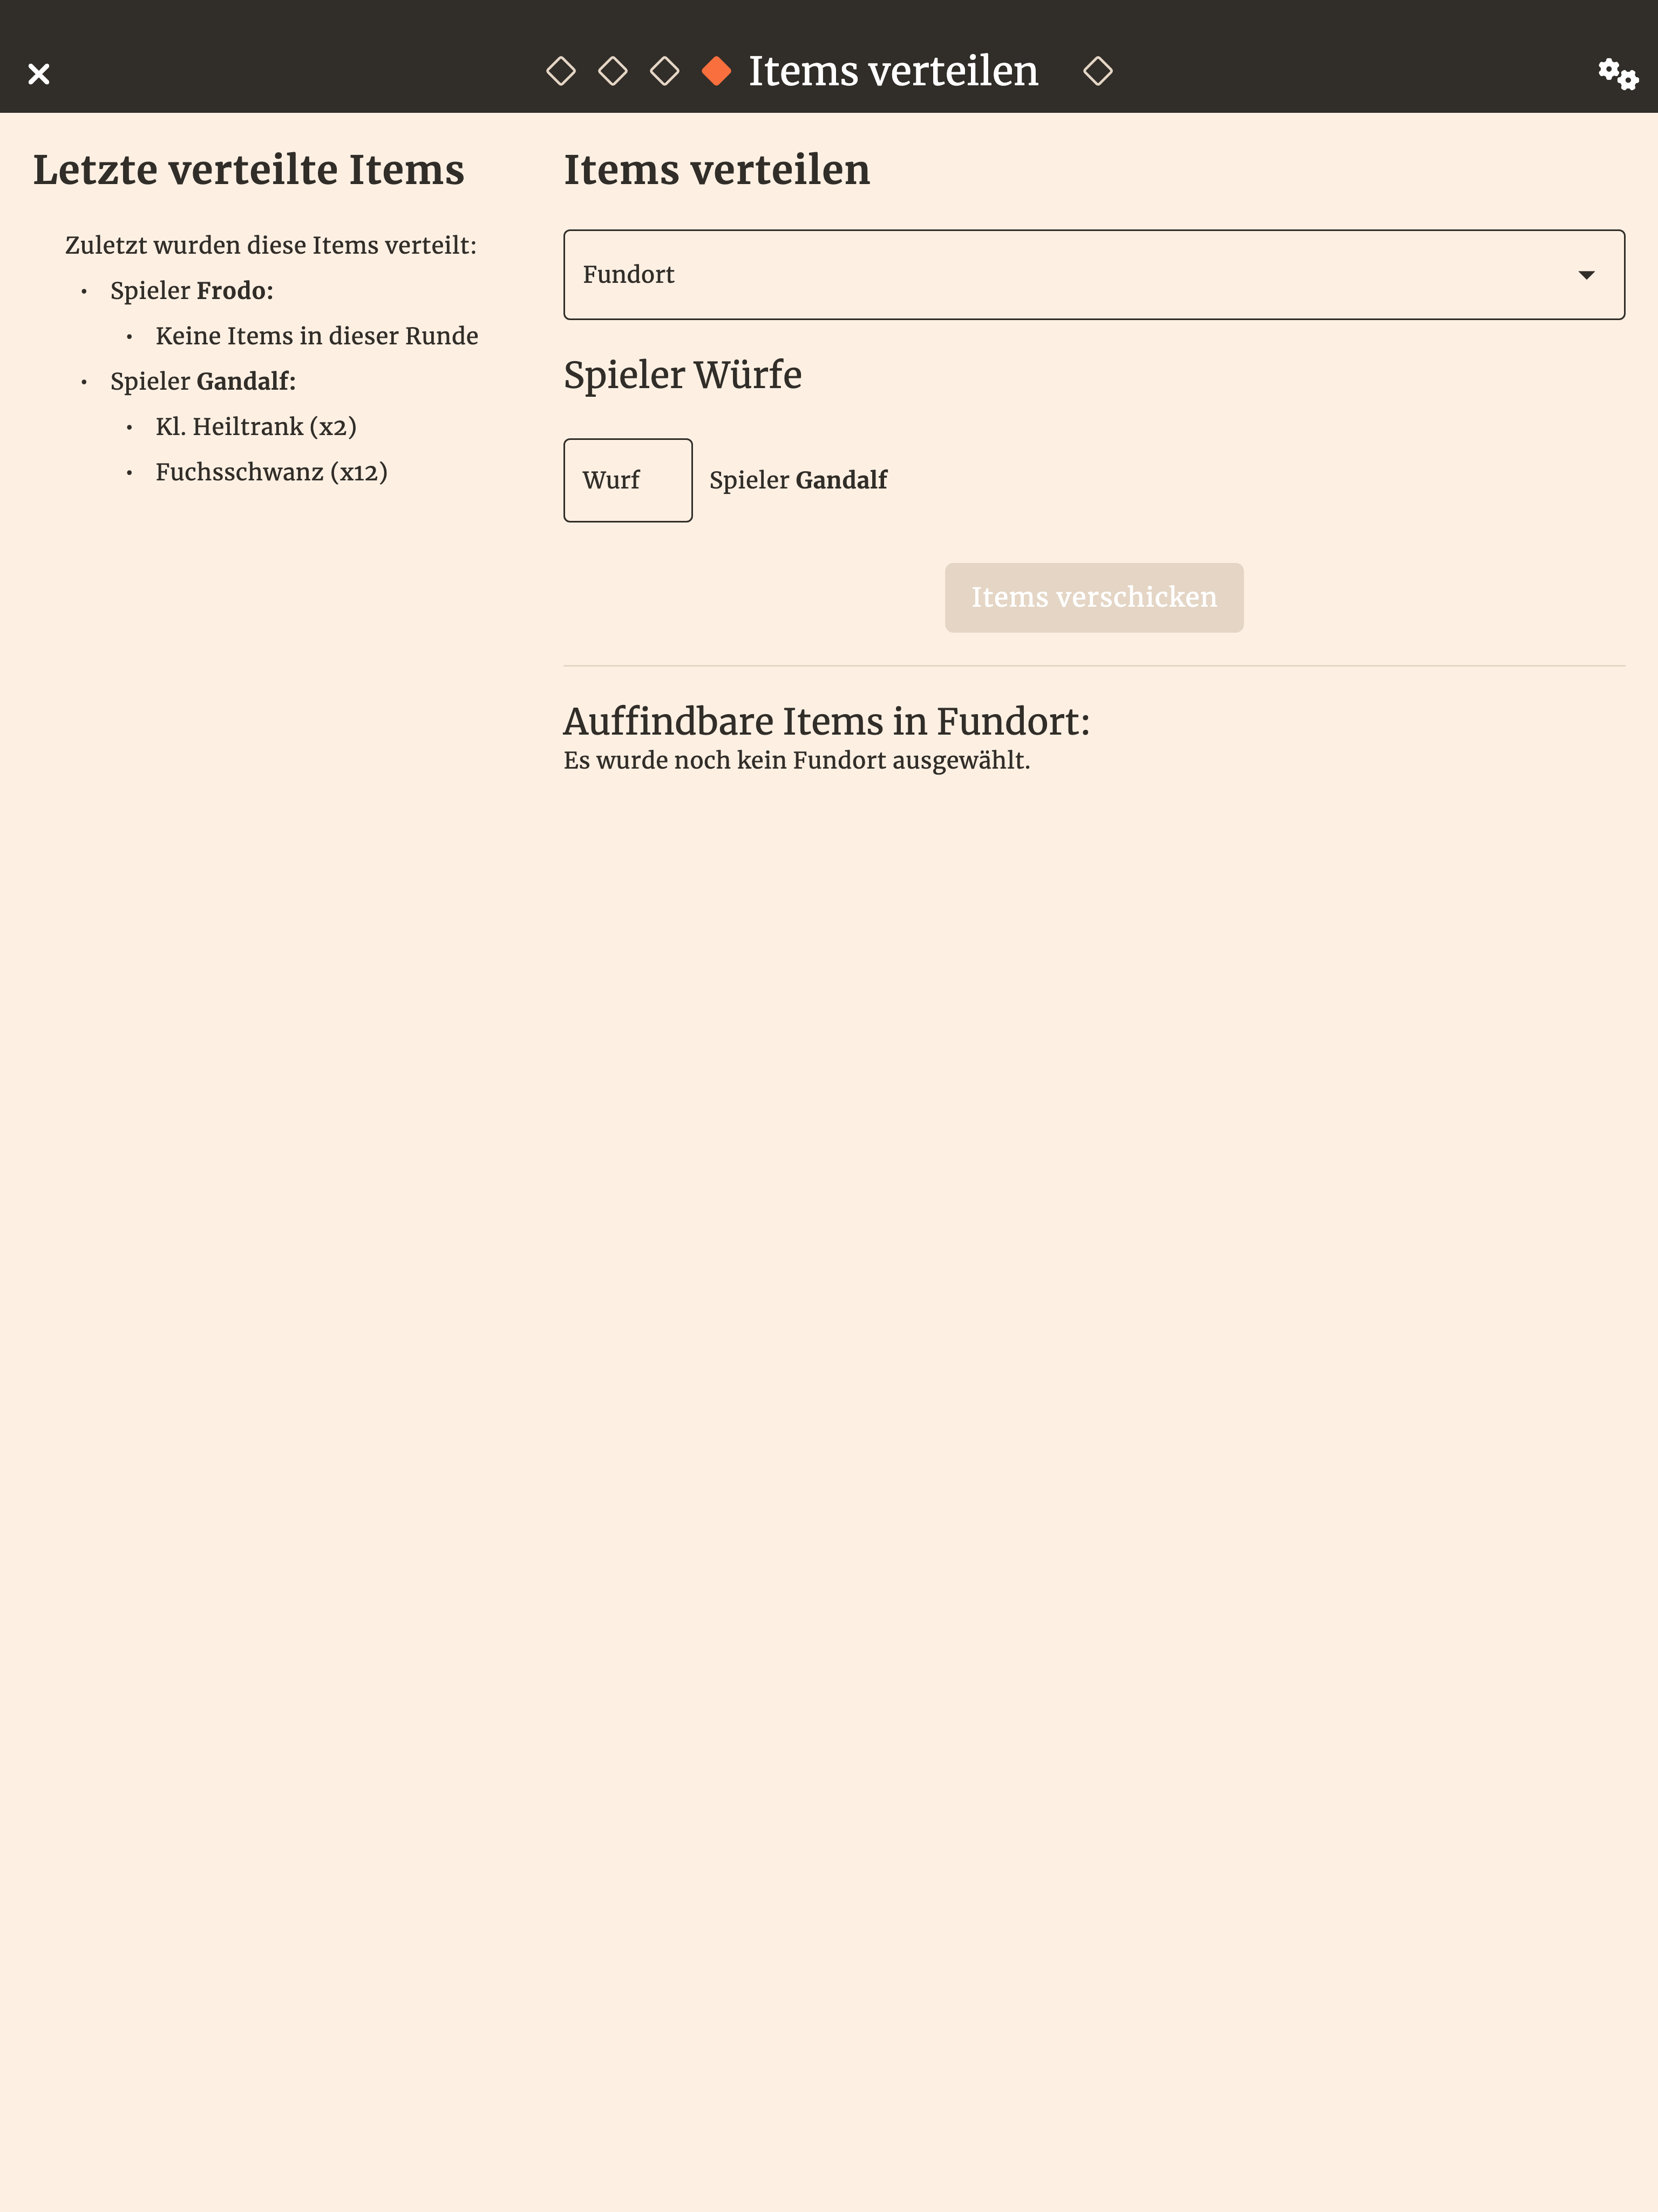 Items verteilen
Letzte verteilte Items
Zuletzt wurden diese Items verteilt:
• Spieler Frodo:
• Keine Items in dieser Runde
• Spieler Gandalf:
• Kl. Heiltrank (x2)
• Fuchsschwanz (x12)
Items verteilen
Fundort
Spieler Würfe
Wurf Spieler Gandalf
Items verschicken
Auffindbare Items in Fundort:
Es wurde noch kein Fundort ausgewählt.